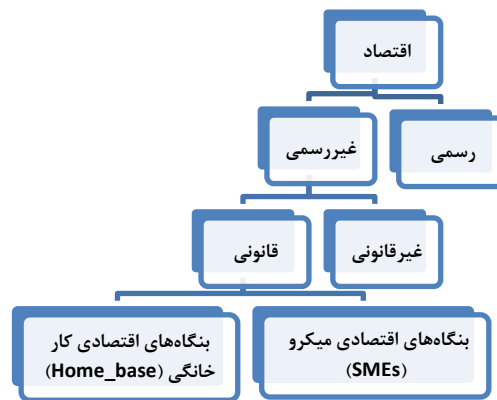 اقتصاد
رسمی
غیررسمی
غیرقانونی
قانونی
بنگاه‌های اقتصادی میکرو
(SMEs)
بنگاه‌های اقتصادی کار
خانگی (Home_base)